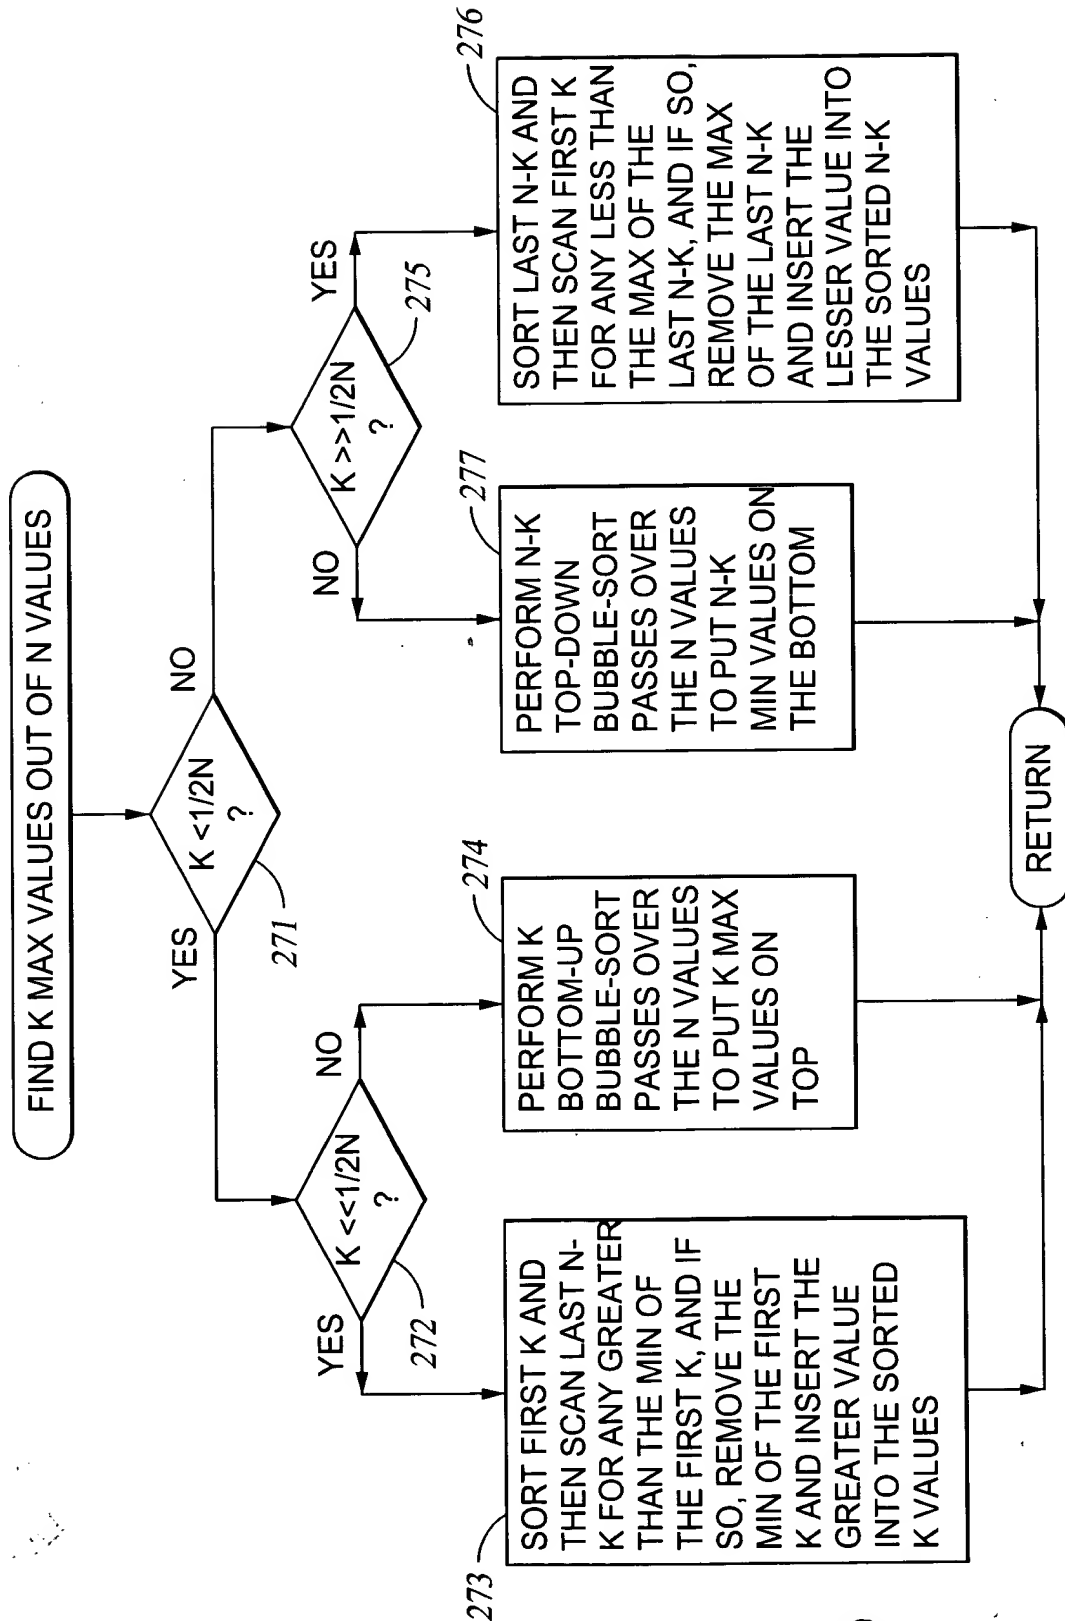 FIND K MAX VALUES OUT OF N VALUES
K <1/2N
?
271
YES
NO
K <<1/2N
?
272
YES
NO
K >>1/2N
?
275
NO
YES
273
SORT FIRST K AND
THEN SCAN LAST N-
K FOR ANY GREATER
THAN THE MIN OF
THE FIRST K, AND IF
SO, REMOVE THE
MIN OF THE FIRST
K AND INSERT THE
GREATER VALUE
INTO THE SORTED
K VALUES
274
PERFORM K
BOTTOM-UP
BUBBLE-SORT
PASSES OVER
THE N VALUES
TO PUT K MAX
VALUES ON
TOP
277
PERFORM N-K
TOP-DOWN
BUBBLE-SORT
PASSES OVER
THE N VALUES
TO PUT N-K
MIN VALUES ON
THE BOTTOM
276
SORT LAST N-K AND
THEN SCAN FIRST K
FOR ANY LESS THAN
THE MAX OF THE
LAST N-K, AND IF SO,
REMOVE THE MAX
OF THE LAST N-K
AND INSERT THE
LESSER VALUE INTO
THE SORTED N-K
VALUES
RETURN